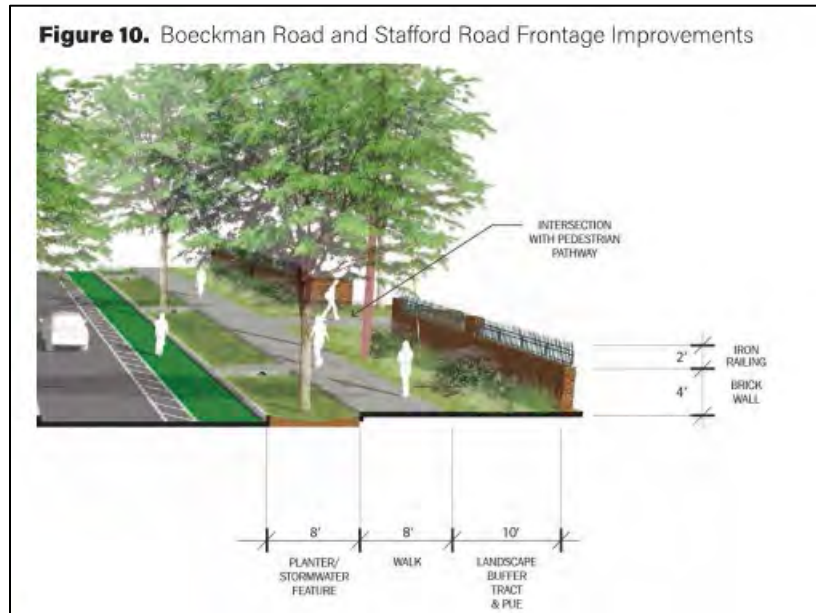 Figure 10. Boeckman Road and Stafford Road Frontage Improvements
INTERSECTION
WITH PEDESTRIAN
PATHWAY
2'
IRON
RAILING
4'
BRICK
WALL
8'
8'
10'
PLANTER/
STORMWATER
FEATURE
WALK
LANDSCAPE
BUFFER
TRACT
& PUE